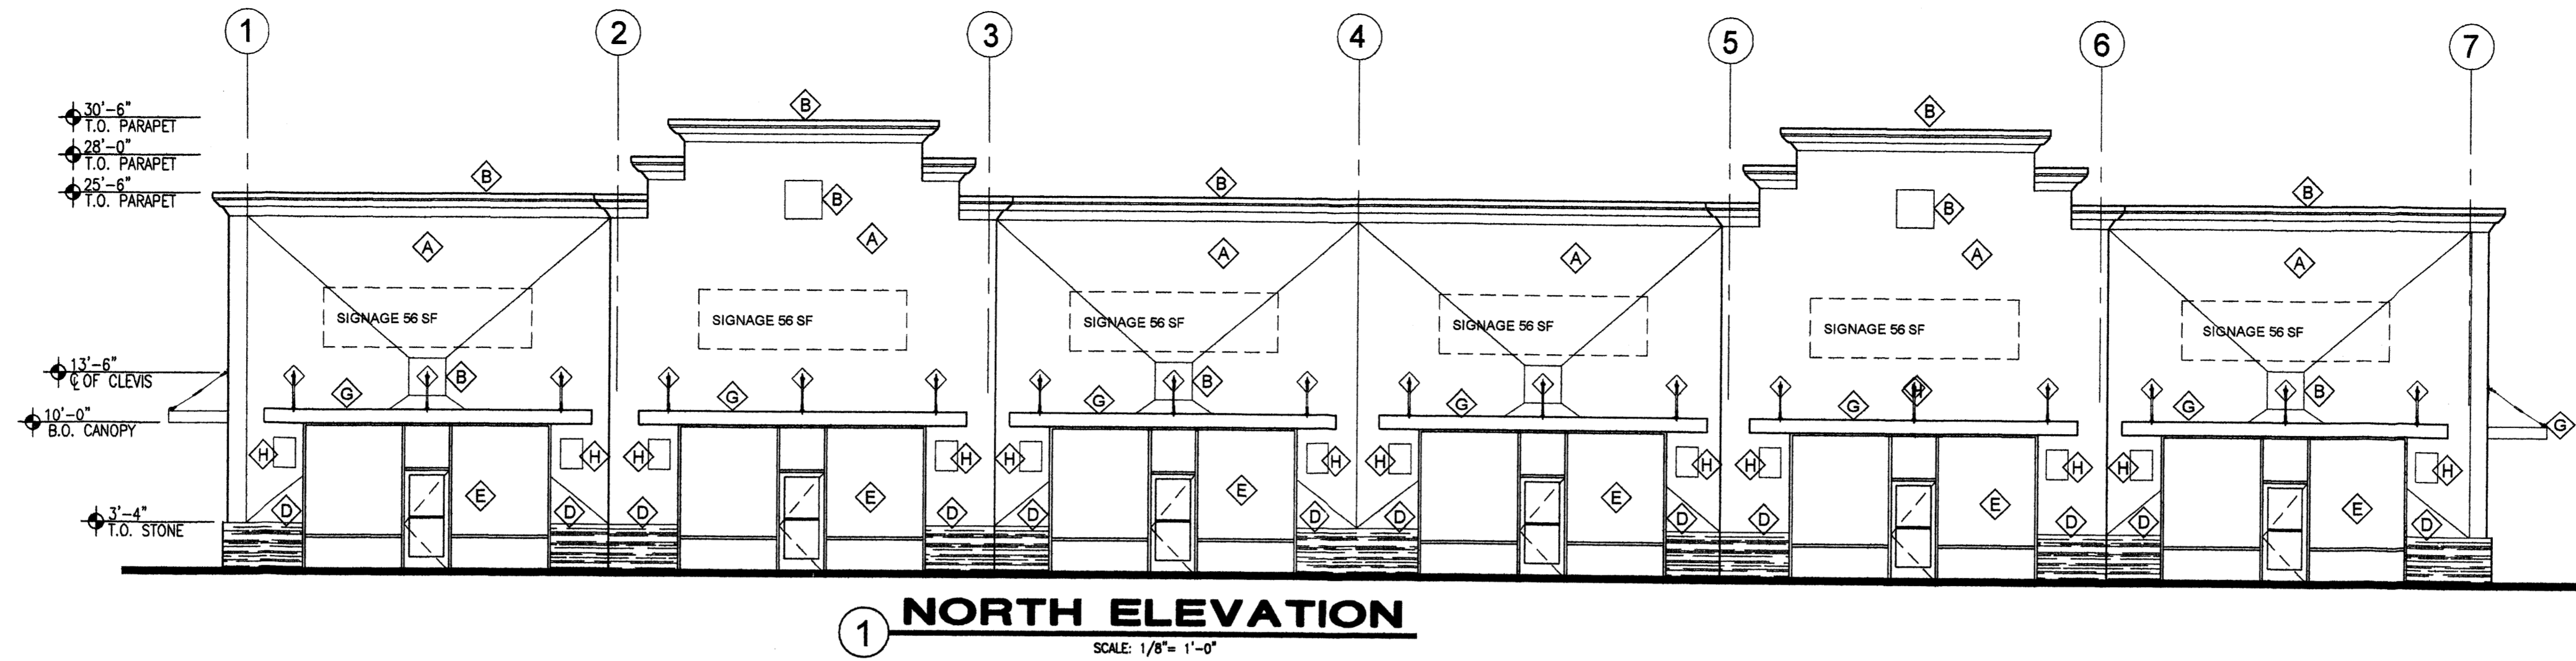 1 2 3 4 5 6 7
30'-6"
T.O. PARAPET
28'-0"
T.O. PARAPET
25'-6"
T.O. PARAPET
B B B B B B
B B
A A A A A A
SIGNAGE 56 SF SIGNAGE 56 SF SIGNAGE 56 SF SIGNAGE 56 SF SIGNAGE 56 SF SIGNAGE 56 SF
13'-6"
℄ OF CLEVIS
B B B
G G G G H G G
10'-0"
B.O. CANOPY
G
H H H H H H H H H H H H
E E E E E E
3'-4"
T.O. STONE
D D D D D D D D D D D D
1 NORTH ELEVATION
SCALE: 1/8"= 1'-0"